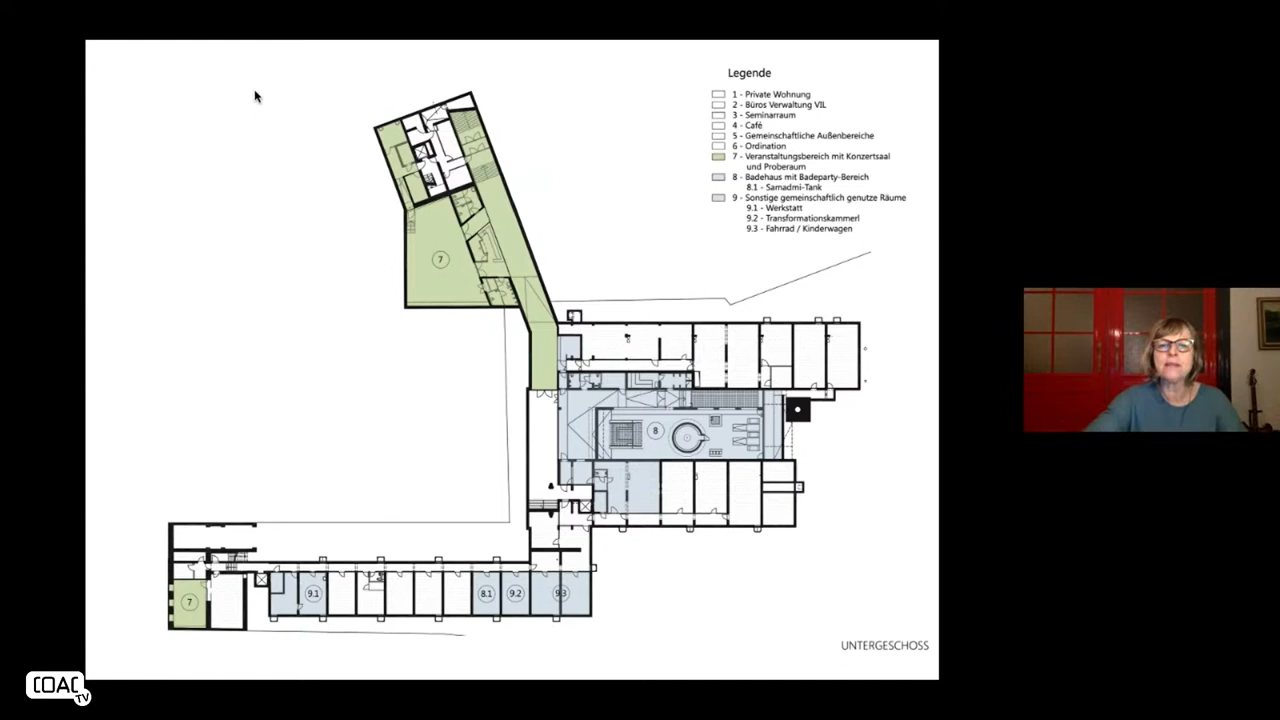 Legende
1 - Private Wohnung
2 - Büros Verwaltung VIL
3 - Seminarraum
4 - Café
5 - Gemeinschaftliche Außenbereiche
6 - Ordination
7 - Veranstaltungsbereich mit Konzertsaal
und Proberaum
8 - Badehaus mit Badeparty-Bereich
8.1 - Samadmi-Tank
9 - Sonstige gemeinschaftlich genutze Räume
9.1 - Werkstatt
9.2 - Transformationskammerl
9.3 - Fahrrad / Kinderwagen
7
8
7
9.1
8.1
9.2
9.3
UNTERGESCHOSS
COAC
TV